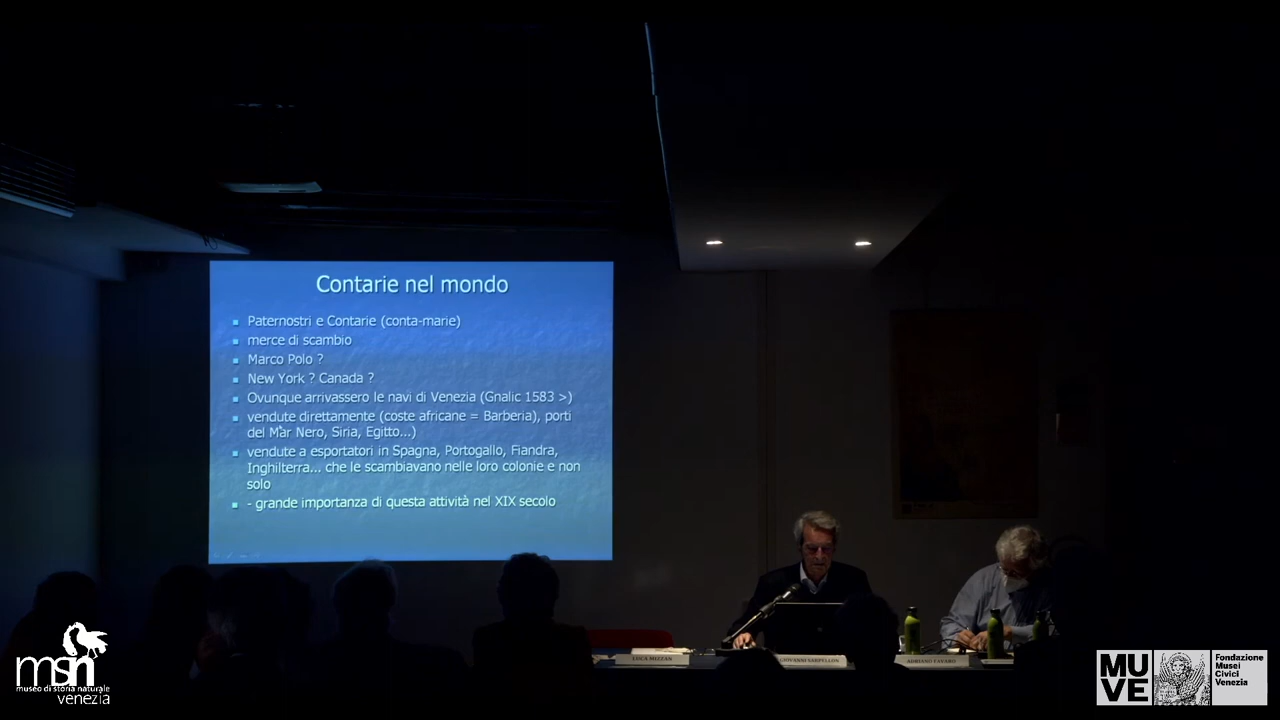 Contarie nel mondo
Paternostri e Contarie (conta-marie)
merce di scambio
Marco Polo ?
New York ? Canada ?
Ovunque arrivassero le navi di Venezia (Gnalic 1583 >)
vendute direttamente (coste africane = Barberia), porti
del Mar Nero, Siria, Egitto...)
vendute a esportatori in Spagna, Portogallo, Fiandra,
Inghilterra... che le scambiavano nelle loro colonie e non
solo
- grande importanza di questa attività nel XIX secolo
LUCA MIZZAN
GIOVANNI SARPELLON
ADRIANO FAVARO
msn
museo di storia naturale
venezia
MU
VE
Fondazione
Musei
Civici
Venezia